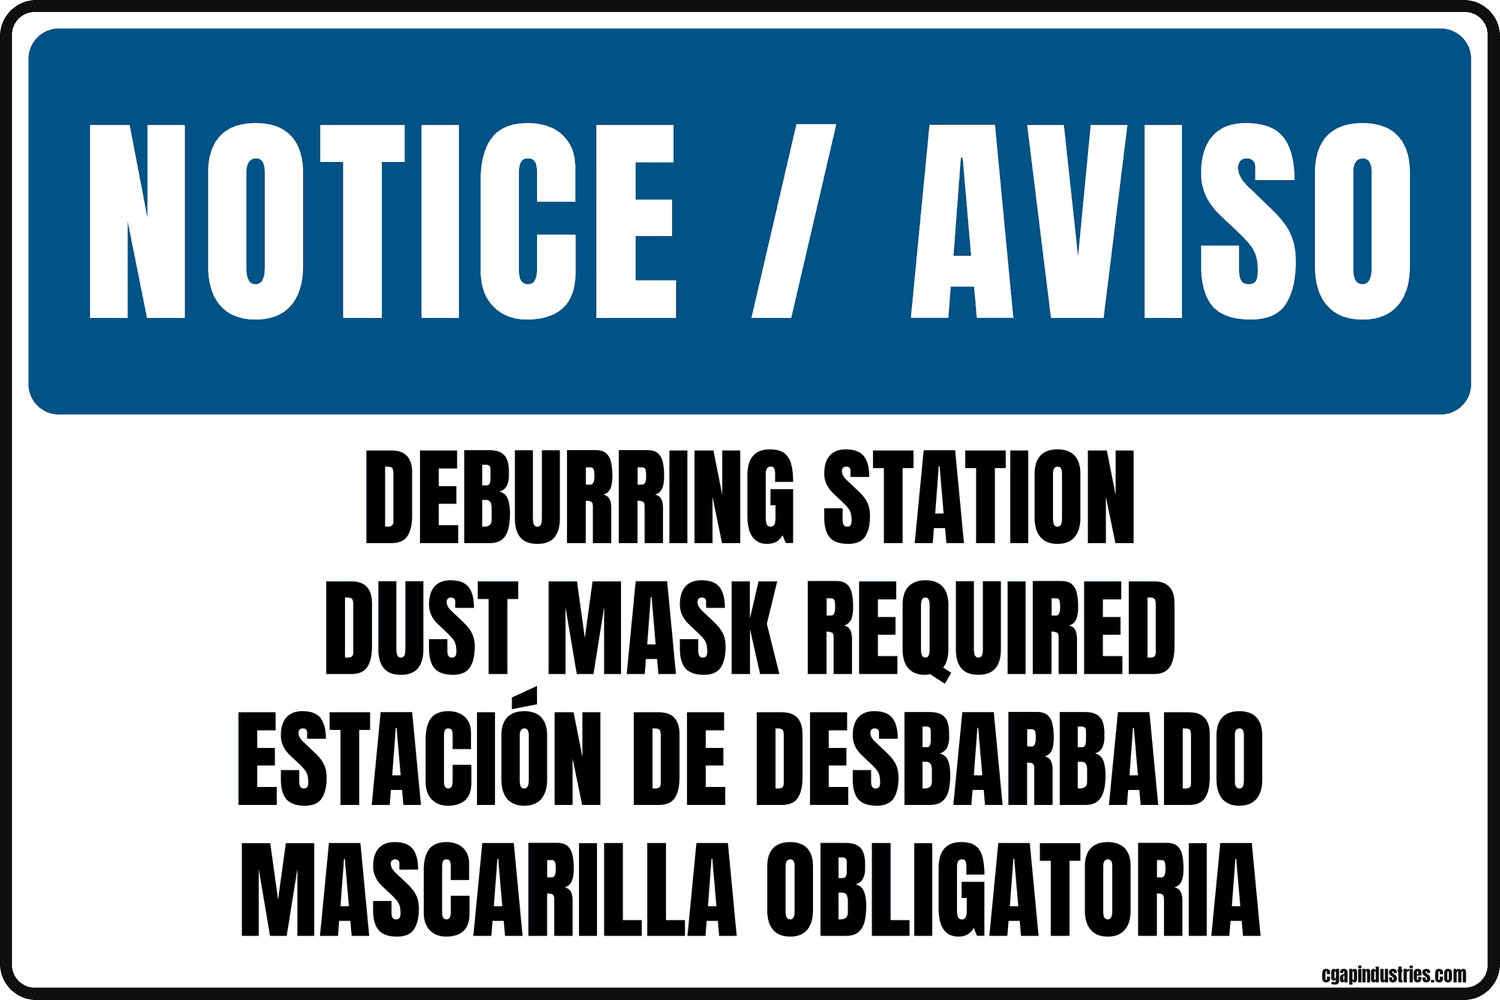 NOTICE / AVISO
DEBURRING STATION
DUST MASK REQUIRED
ESTACIÓN DE DESBARBADO
MASCARILLA OBLIGATORIA
cgapindustries.com